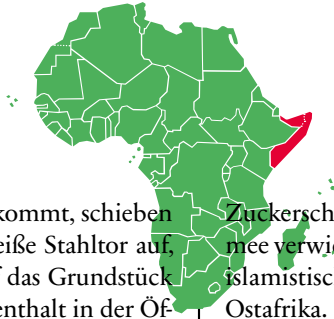 kommt, schieben
eiße Stahltor auf,
f das Grundstück
enthalt in der Öf-
Zuckersch
mee verwi
islamistisc
Ostafrika.